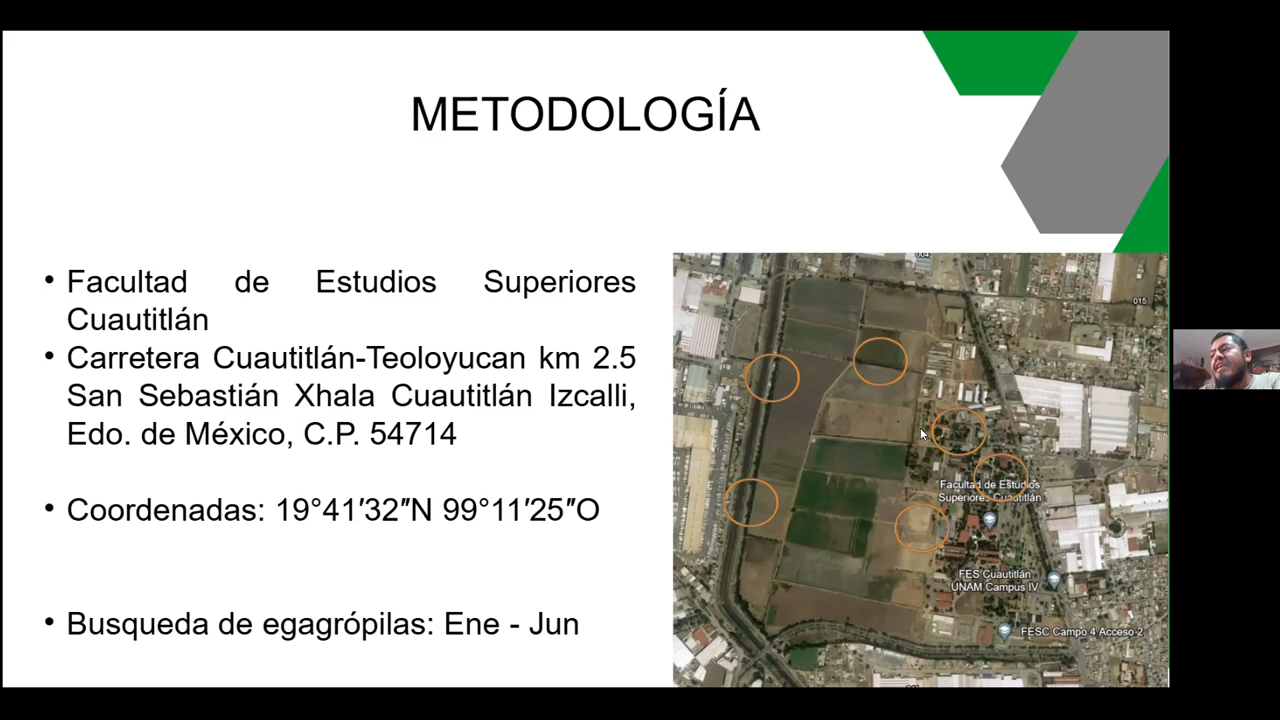 METODOLOGÍA
• Facultad de Estudios Superiores
Cuautitlán
• Carretera Cuautitlán-Teoloyucan km 2.5
San Sebastián Xhala Cuautitlán Izcalli,
Edo. de México, C.P. 54714
• Coordenadas: 19°41′32″N 99°11′25″O
• Busqueda de egagrópilas: Ene - Jun
004
015
Facultad de Estudios
Superiores Cuautitlán
FES Cuautitlán
UNAM Campus IV
FESC Campo 4 Acceso 2